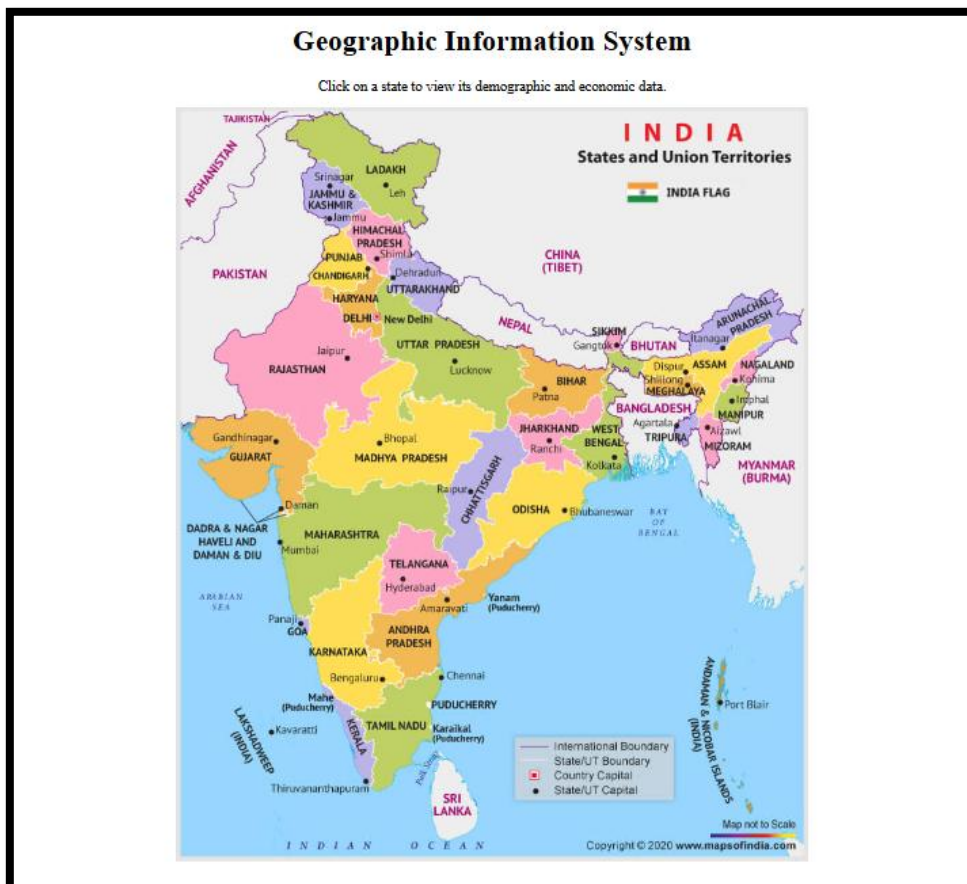 Geographic Information System
Click on a state to view its demographic and economic data.
INDIA
States and Union Territories
INDIA FLAG
TAJIKISTAN
AFGHANISTAN
PAKISTAN
CHINA
(TIBET)
NEPAL
BHUTAN
BANGLADESH
MYANMAR
(BURMA)
SRI
LANKA
LADAKH
Leh
Srinagar
JAMMU &
KASHMIR
Jammu
HIMACHAL
PRADESH
Shimla
PUNJAB
CHANDIGARH
Dehradun
UTTARAKHAND
HARYANA
DELHI
New Delhi
UTTAR PRADESH
Lucknow
Jaipur
RAJASTHAN
SIKKIM
Gangtok
ARUNACHAL
PRADESH
Itanagar
Dispur
ASSAM
Shillong
MEGHALAYA
NAGALAND
Kohima
Imphal
MANIPUR
Agartala
TRIPURA
Aizawl
MIZORAM
BIHAR
Patna
JHARKHAND
Ranchi
WEST
BENGAL
Kolkata
Gandhinagar
GUJARAT
Bhopal
MADHYA PRADESH
Raipur
CHHATTISGARH
ODISHA
Bhubaneswar
BAY
OF
BENGAL
Daman
DADRA & NAGAR
HAVELI AND
DAMAN & DIU
Mumbai
MAHARASHTRA
TELANGANA
Hyderabad
Amaravati
Yanam
(Puducherry)
ARABIAN
SEA
Panaji
GOA
KARNATAKA
ANDHRA
PRADESH
Bengaluru
Chennai
Mahe
(Puducherry)
PUDUCHERRY
KERALA
TAMIL NADU
Karaikal
(Puducherry)
LAKSHADWEEP
(INDIA)
Kavaratti
Thiruvananthapuram
Palk Strait
ANDAMAN & NICOBAR ISLANDS
(INDIA)
Port Blair
International Boundary
State/UT Boundary
Country Capital
State/UT Capital
INDIAN OCEAN
Map not to Scale
Copyright © 2020 www.mapsofindia.com